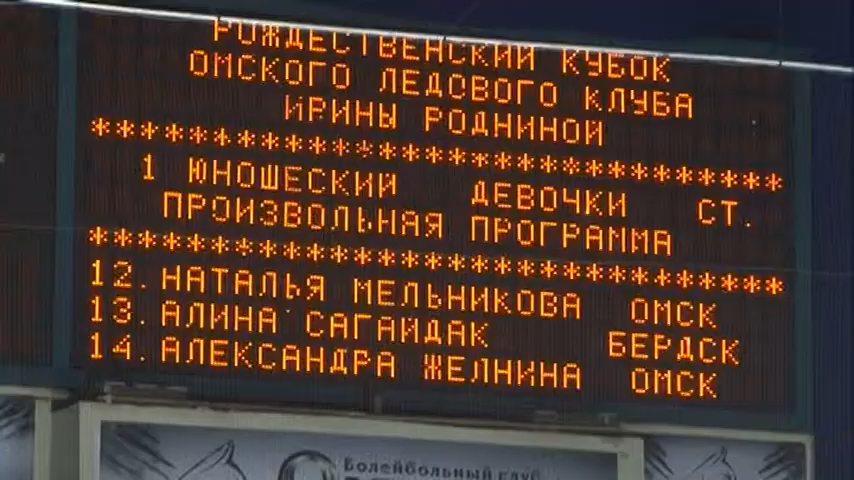 РОЖДЕСТВЕНСКИЙ КУБОК
ОМСКОГО ЛЕДОВОГО КЛУБА
ИРИНЫ РОДНИНОЙ
*****************************
1 ЮНОШЕСКИЙ ДЕВОЧКИ СТ.
ПРОИЗВОЛЬНАЯ ПРОГРАММА
*****************************
12. НАТАЛЬЯ МЕЛЬНИКОВА ОМСК
13. АЛИНА САГАЙДАК БЕРДСК
14. АЛЕКСАНДРА ЖЕЛНИНА ОМСК
Волейбольный клуб